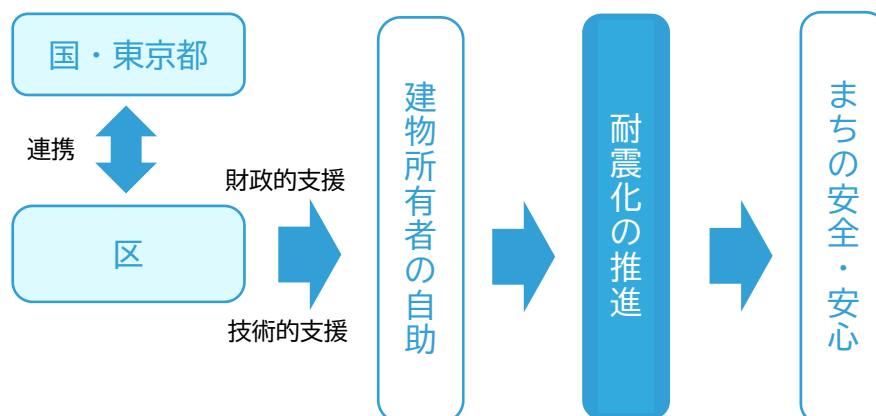 国・東京都
連携
区
財政的支援
技術的支援
建物所有者の自助
耐震化の推進
まちの安全・安心